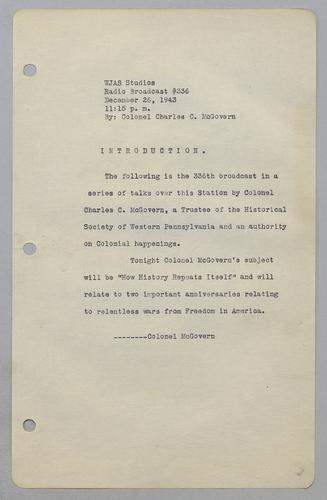 WJAS Studios
Radio Broadcast #336
December 26, 1943
11:15 p. m.
By: Colonel Charles C. McGovern
I N T R O D U C T I O N .
The following is the 336th broadcast in a
series of talks over this Station by Colonel
Charles C. McGovern, a Trustee of the Historical
Society of Western Pennsylvania and an authority
on Colonial happenings.
Tonight Colonel McGovern's subject
will be "How History Repeats Itself" and will
relate to two important anniversaries relating
to relentless wars from Freedom in America.
--------Colonel McGovern